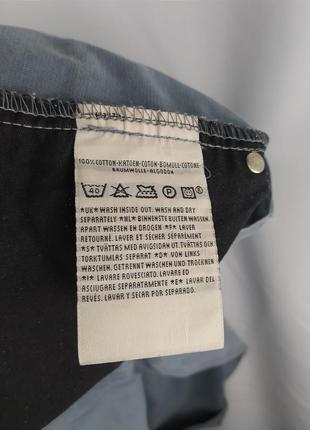 100% COTTON-KATOEN-COTON-BOMULL-COTONE-
BAUMWOLLE-ALGODON
40 P
*UK* WASH INSIDE OUT. WASH AND DRY
SEPARATELY *NL* BINNENSTE BUITEN WASSEN.
APART WASSEN EN DROGEN *F* LAVER
RETOURNÉ. LAVER ET SÉCHER SÉPARÉMENT
*S* TVÄTTAS MED AVIGSIDAN UT. TVÄTTAS OCH
TORKTUMLAS SEPARAT *D* VON LINKS
WASCHEN. GETRENNT WASCHEN UND TROCKNEN
*I* LAVARE ROVESCIATO. LAVARE ED
ASCIUGARE SEPARATAMENTE *E* LAVAR DEL
REVÉS. LAVAR Y SECAR POR SEPARADO.